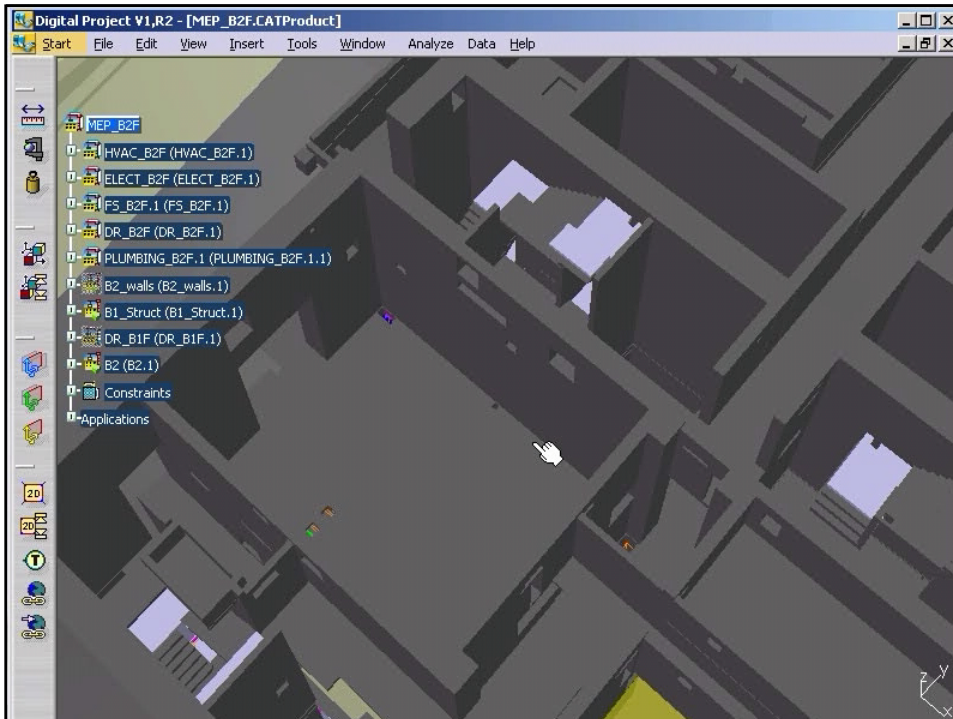 Digital Project V1,R2 - [MEP_B2F.CATProduct]
Start File Edit View Insert Tools Window Analyze Data Help
MEP_B2F
HVAC_B2F (HVAC_B2F.1)
ELECT_B2F (ELECT_B2F.1)
FS_B2F.1 (FS_B2F.1)
DR_B2F (DR_B2F.1)
PLUMBING_B2F.1 (PLUMBING_B2F.1.1)
B2_walls (B2_walls.1)
B1_Struct (B1_Struct.1)
DR_B1F (DR_B1F.1)
B2 (B2.1)
Constraints
Applications
2D
2D
T
z y
x